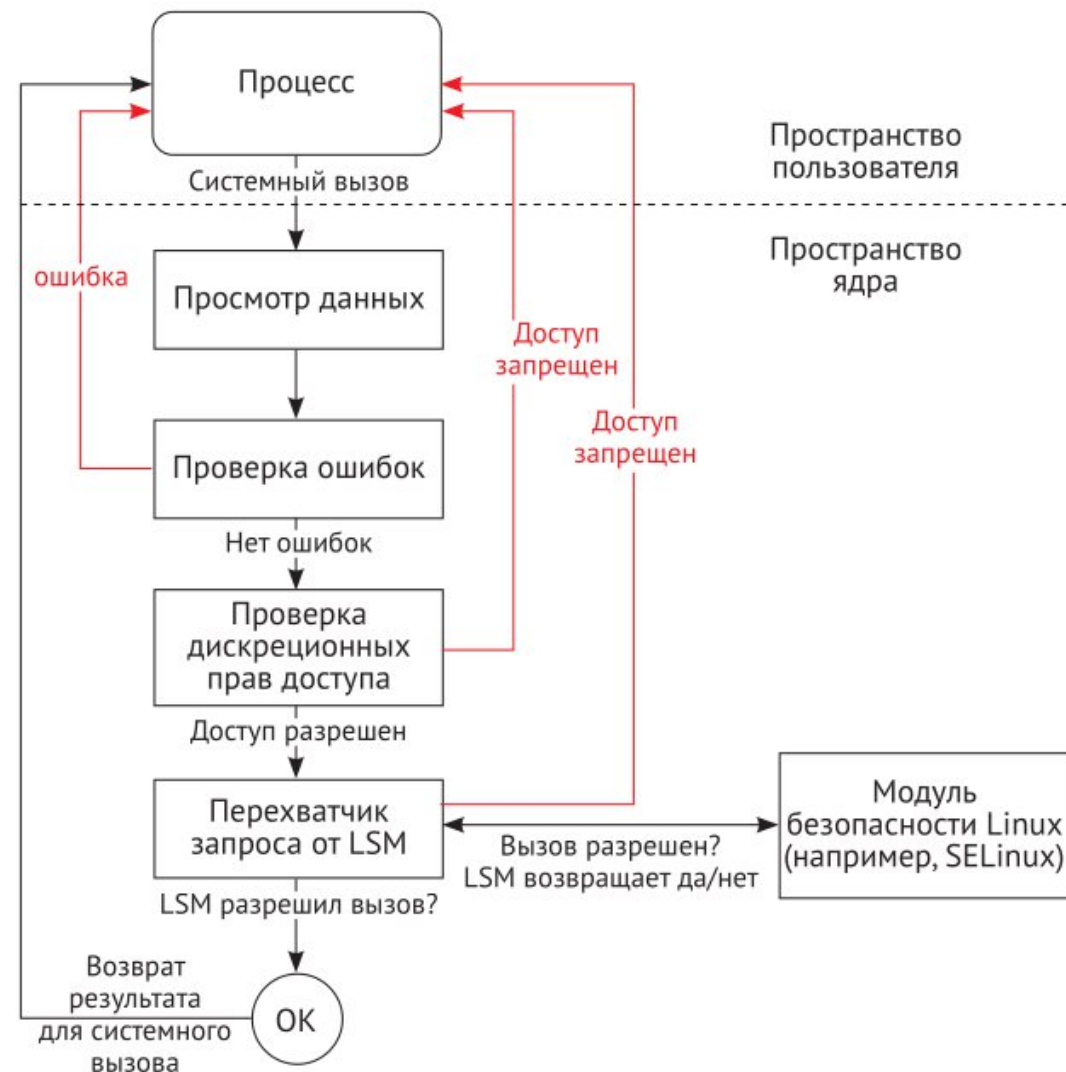 Процесс
Пространство
пользователя
Системный вызов
Пространство
ядра
ошибка
Просмотр данных
Доступ
запрещен
Доступ
запрещен
Проверка ошибок
Нет ошибок
Проверка
дискреционных
прав доступа
Доступ разрешен
Перехватчик
запроса от LSM
Вызов разрешен?
LSM возвращает да/нет
Модуль
безопасности Linux
(например, SELinux)
LSM разрешил вызов?
Возврат
результата
для системного
вызова
OK